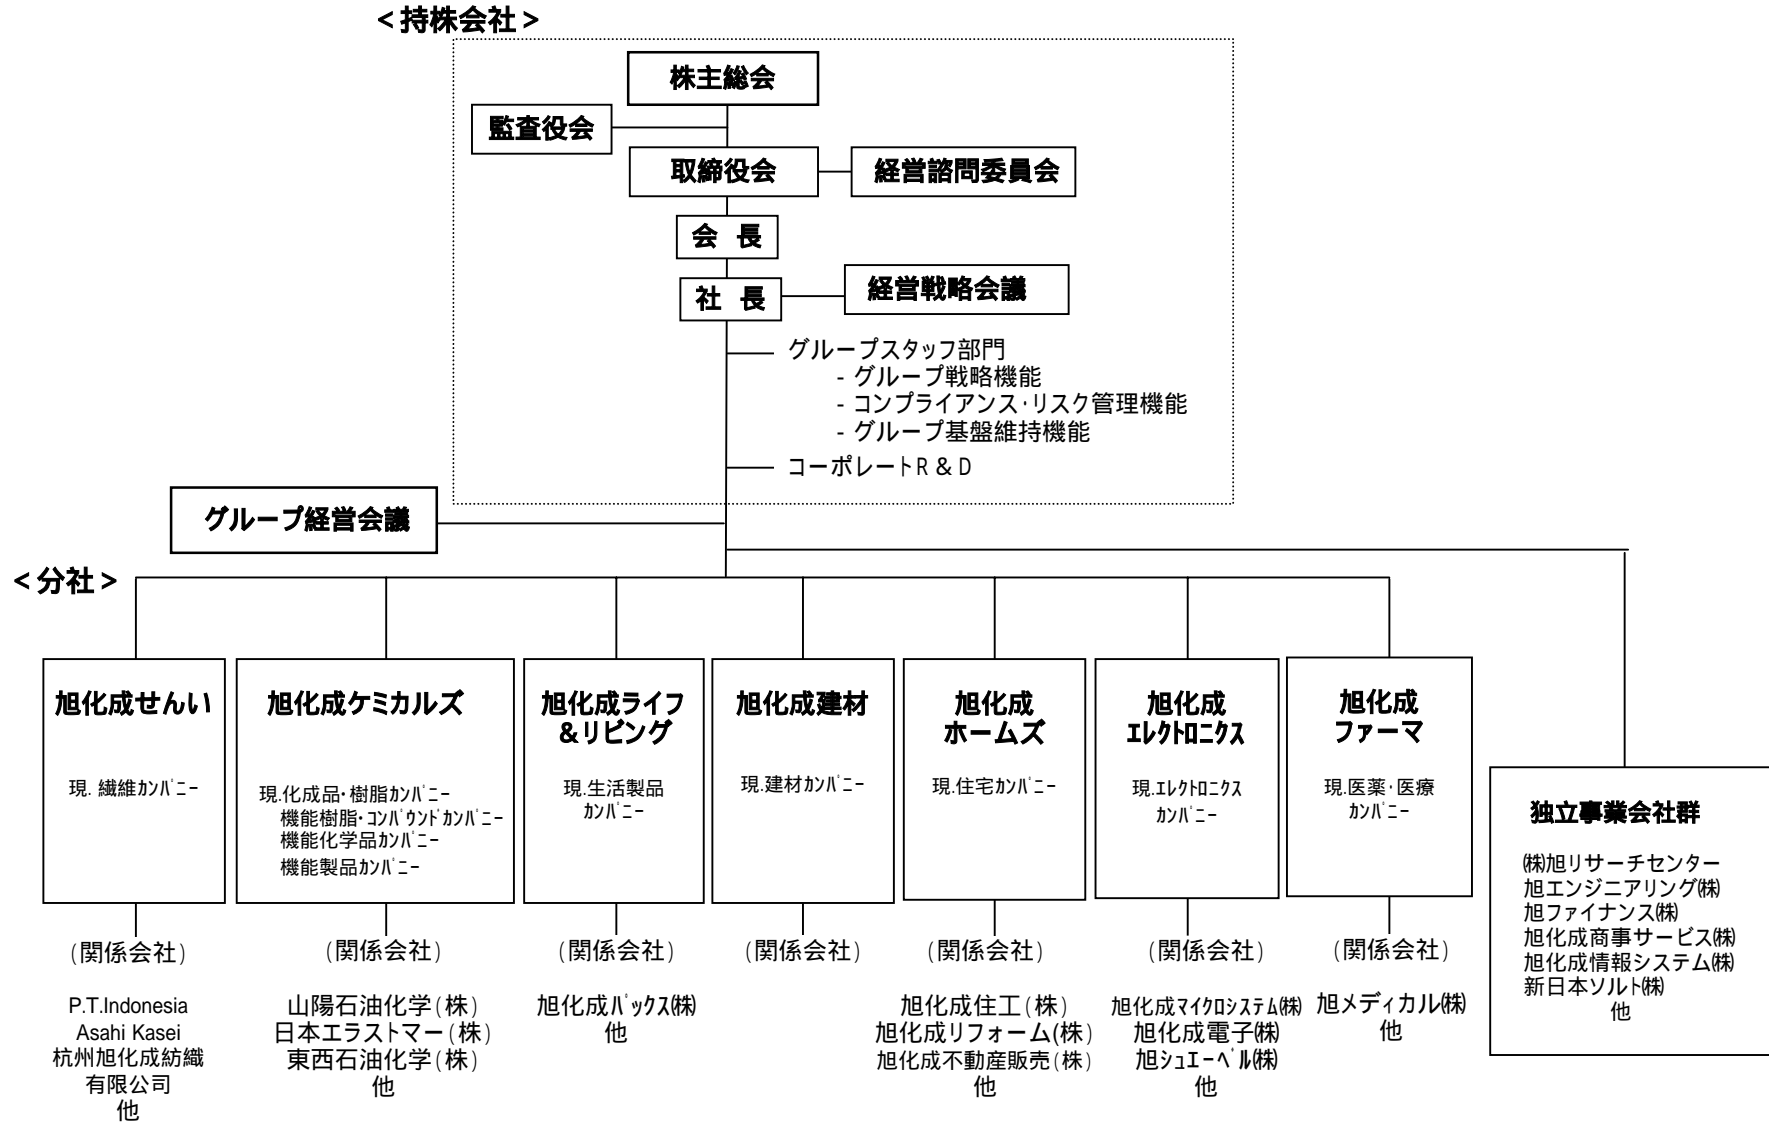 ＜持株会社＞
株主総会
監査役会
取締役会
経営諮問委員会
会 長
社 長
経営戦略会議
グループスタッフ部門
- グループ戦略機能
- コンプライアンス・リスク管理機能
- グループ基盤維持機能
コーポレートR＆D
グループ経営会議
＜分社＞
旭化成せんい
現. 繊維ｶﾝﾊﾟﾆｰ
(関係会社)
P.T.Indonesia
Asahi Kasei
杭州旭化成紡織
有限公司
他
旭化成ケミカルズ
現.化成品・樹脂ｶﾝﾊﾟﾆｰ
機能樹脂・ｺﾝﾊﾟｳﾝﾄﾞｶﾝﾊﾟﾆｰ
機能化学品ｶﾝﾊﾟﾆｰ
機能製品ｶﾝﾊﾟﾆｰ
(関係会社)
山陽石油化学(株)
日本エラストマー(株)
東西石油化学(株)
他
旭化成ライフ
＆リビング
現.生活製品
ｶﾝﾊﾟﾆｰ
(関係会社)
旭化成ﾊﾟｯｸｽ㈱
他
旭化成建材
現.建材ｶﾝﾊﾟﾆｰ
(関係会社)
旭化成
ホームズ
現.住宅ｶﾝﾊﾟﾆｰ
(関係会社)
旭化成住工(株)
旭化成リフォーム(株)
旭化成不動産販売(株)
他
旭化成
ｴﾚｸﾄﾛﾆｸｽ
現.ｴﾚｸﾄﾛﾆｸｽ
ｶﾝﾊﾟﾆｰ
(関係会社)
旭化成ﾏｲｸﾛｼｽﾃﾑ㈱
旭化成電子㈱
旭ｼｭｴｰﾍﾞﾙ㈱
他
旭化成
ファーマ
現.医薬・医療
ｶﾝﾊﾟﾆｰ
(関係会社)
旭メディカル㈱
他
独立事業会社群
㈱旭リサーチセンター
旭エンジニアリング㈱
旭ファイナンス㈱
旭化成商事サービス㈱
旭化成情報システム㈱
新日本ソルト㈱
他